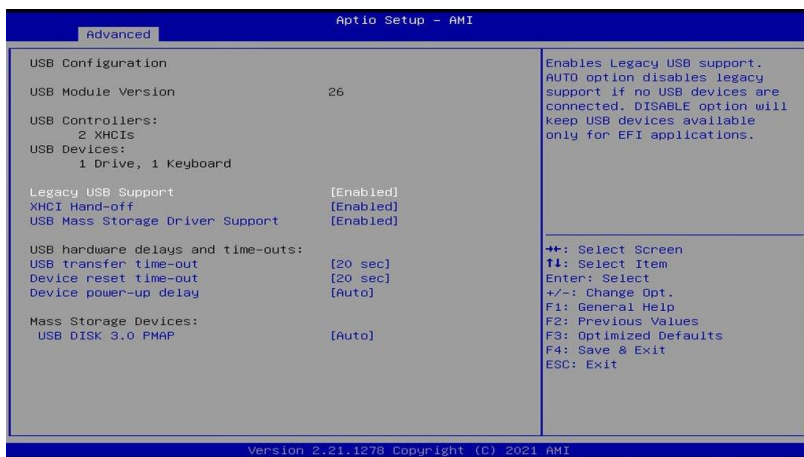 Aptio Setup - AMI
Advanced
USB Configuration
USB Module Version 26
USB Controllers:
2 XHCIs
USB Devices:
1 Drive, 1 Keyboard
Legacy USB Support [Enabled]
XHCI Hand-off [Enabled]
USB Mass Storage Driver Support [Enabled]
USB hardware delays and time-outs:
USB transfer time-out [20 sec]
Device reset time-out [20 sec]
Device power-up delay [Auto]
Mass Storage Devices:
USB DISK 3.0 PMAP [Auto]
Enables Legacy USB support.
AUTO option disables legacy
support if no USB devices are
connected. DISABLE option will
keep USB devices available
only for EFI applications.
→←: Select Screen
↑↓: Select Item
Enter: Select
+/-: Change Opt.
F1: General Help
F2: Previous Values
F3: Optimized Defaults
F4: Save & Exit
ESC: Exit
Version 2.21.1278 Copyright (C) 2021 AMI